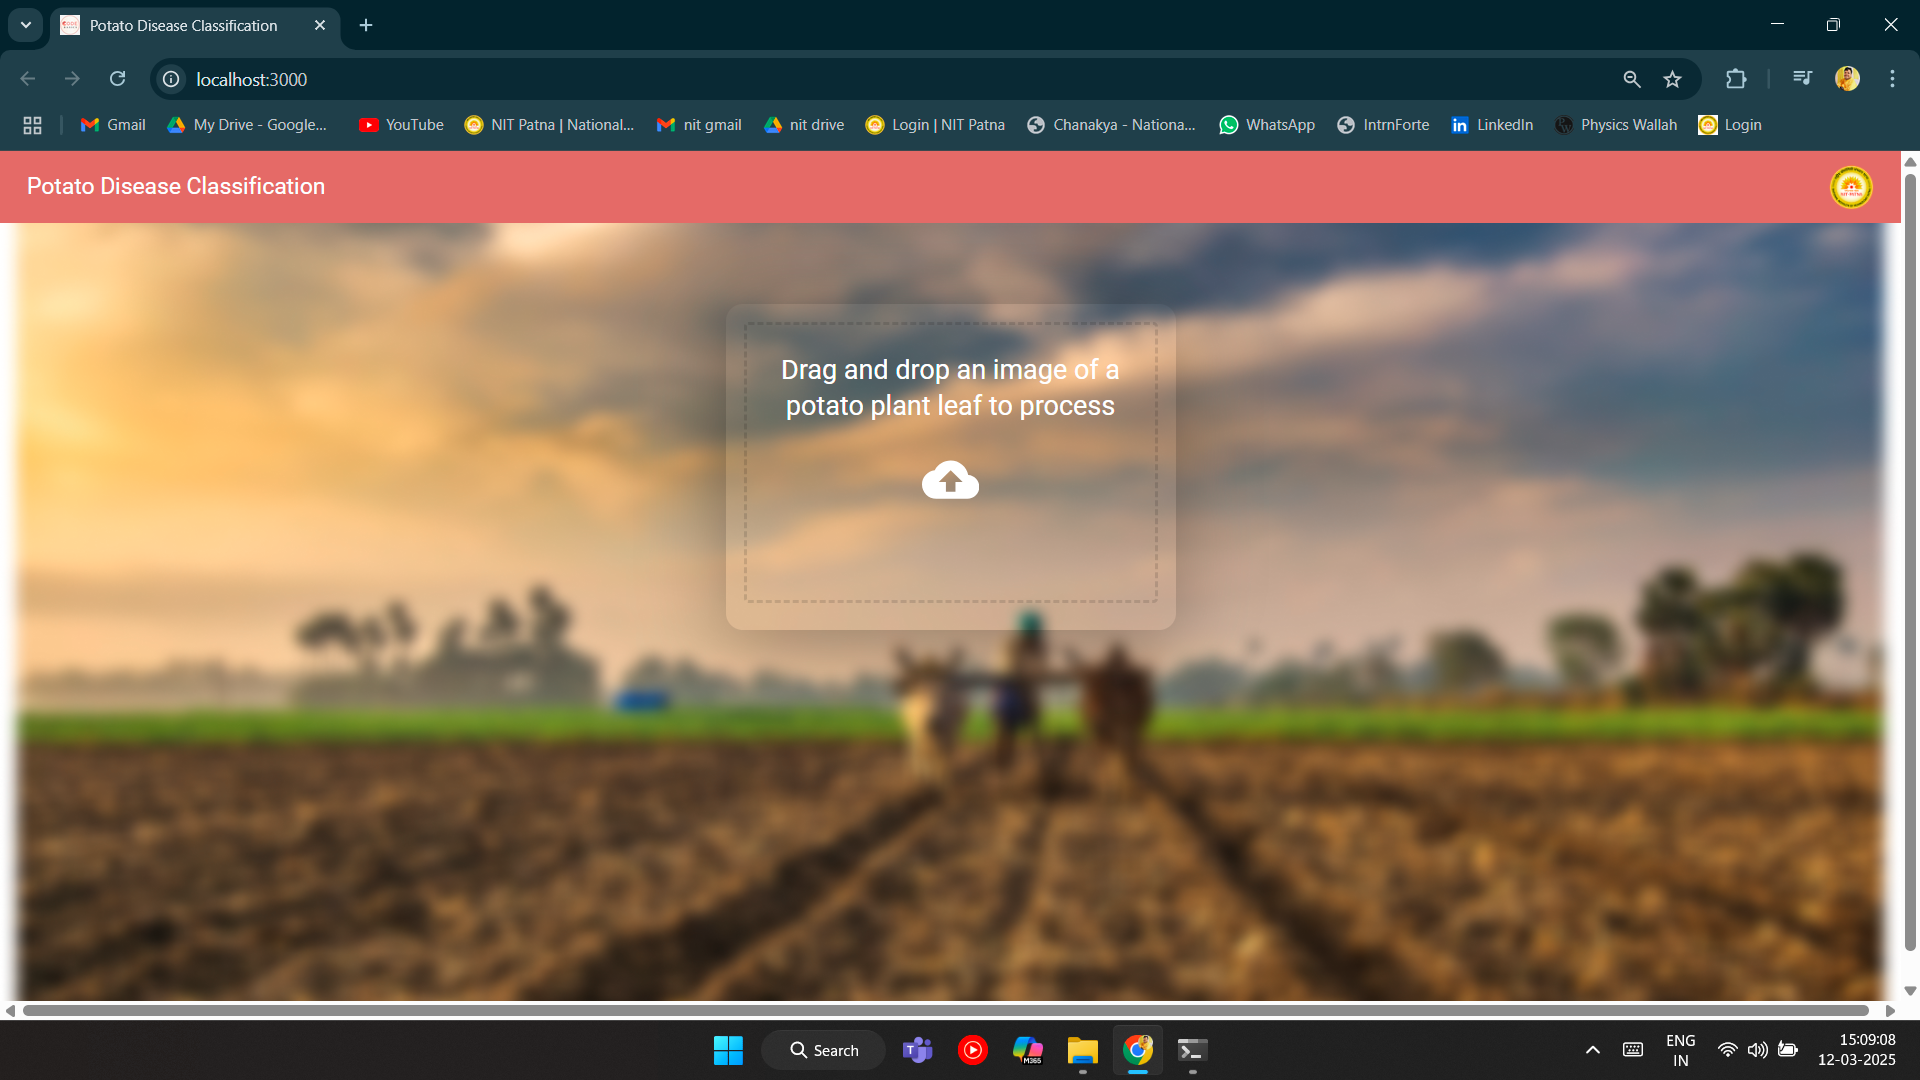 Potato Disease Classification
localhost:3000
Gmail
My Drive - Google...
YouTube
NIT Patna | National...
nit gmail
nit drive
Login | NIT Patna
Chanakya - Nationa...
WhatsApp
IntrnForte
LinkedIn
Physics Wallah
Login
Potato Disease Classification
Drag and drop an image of a
potato plant leaf to process
Search
M365
ENG
IN
15:09:08
12-03-2025